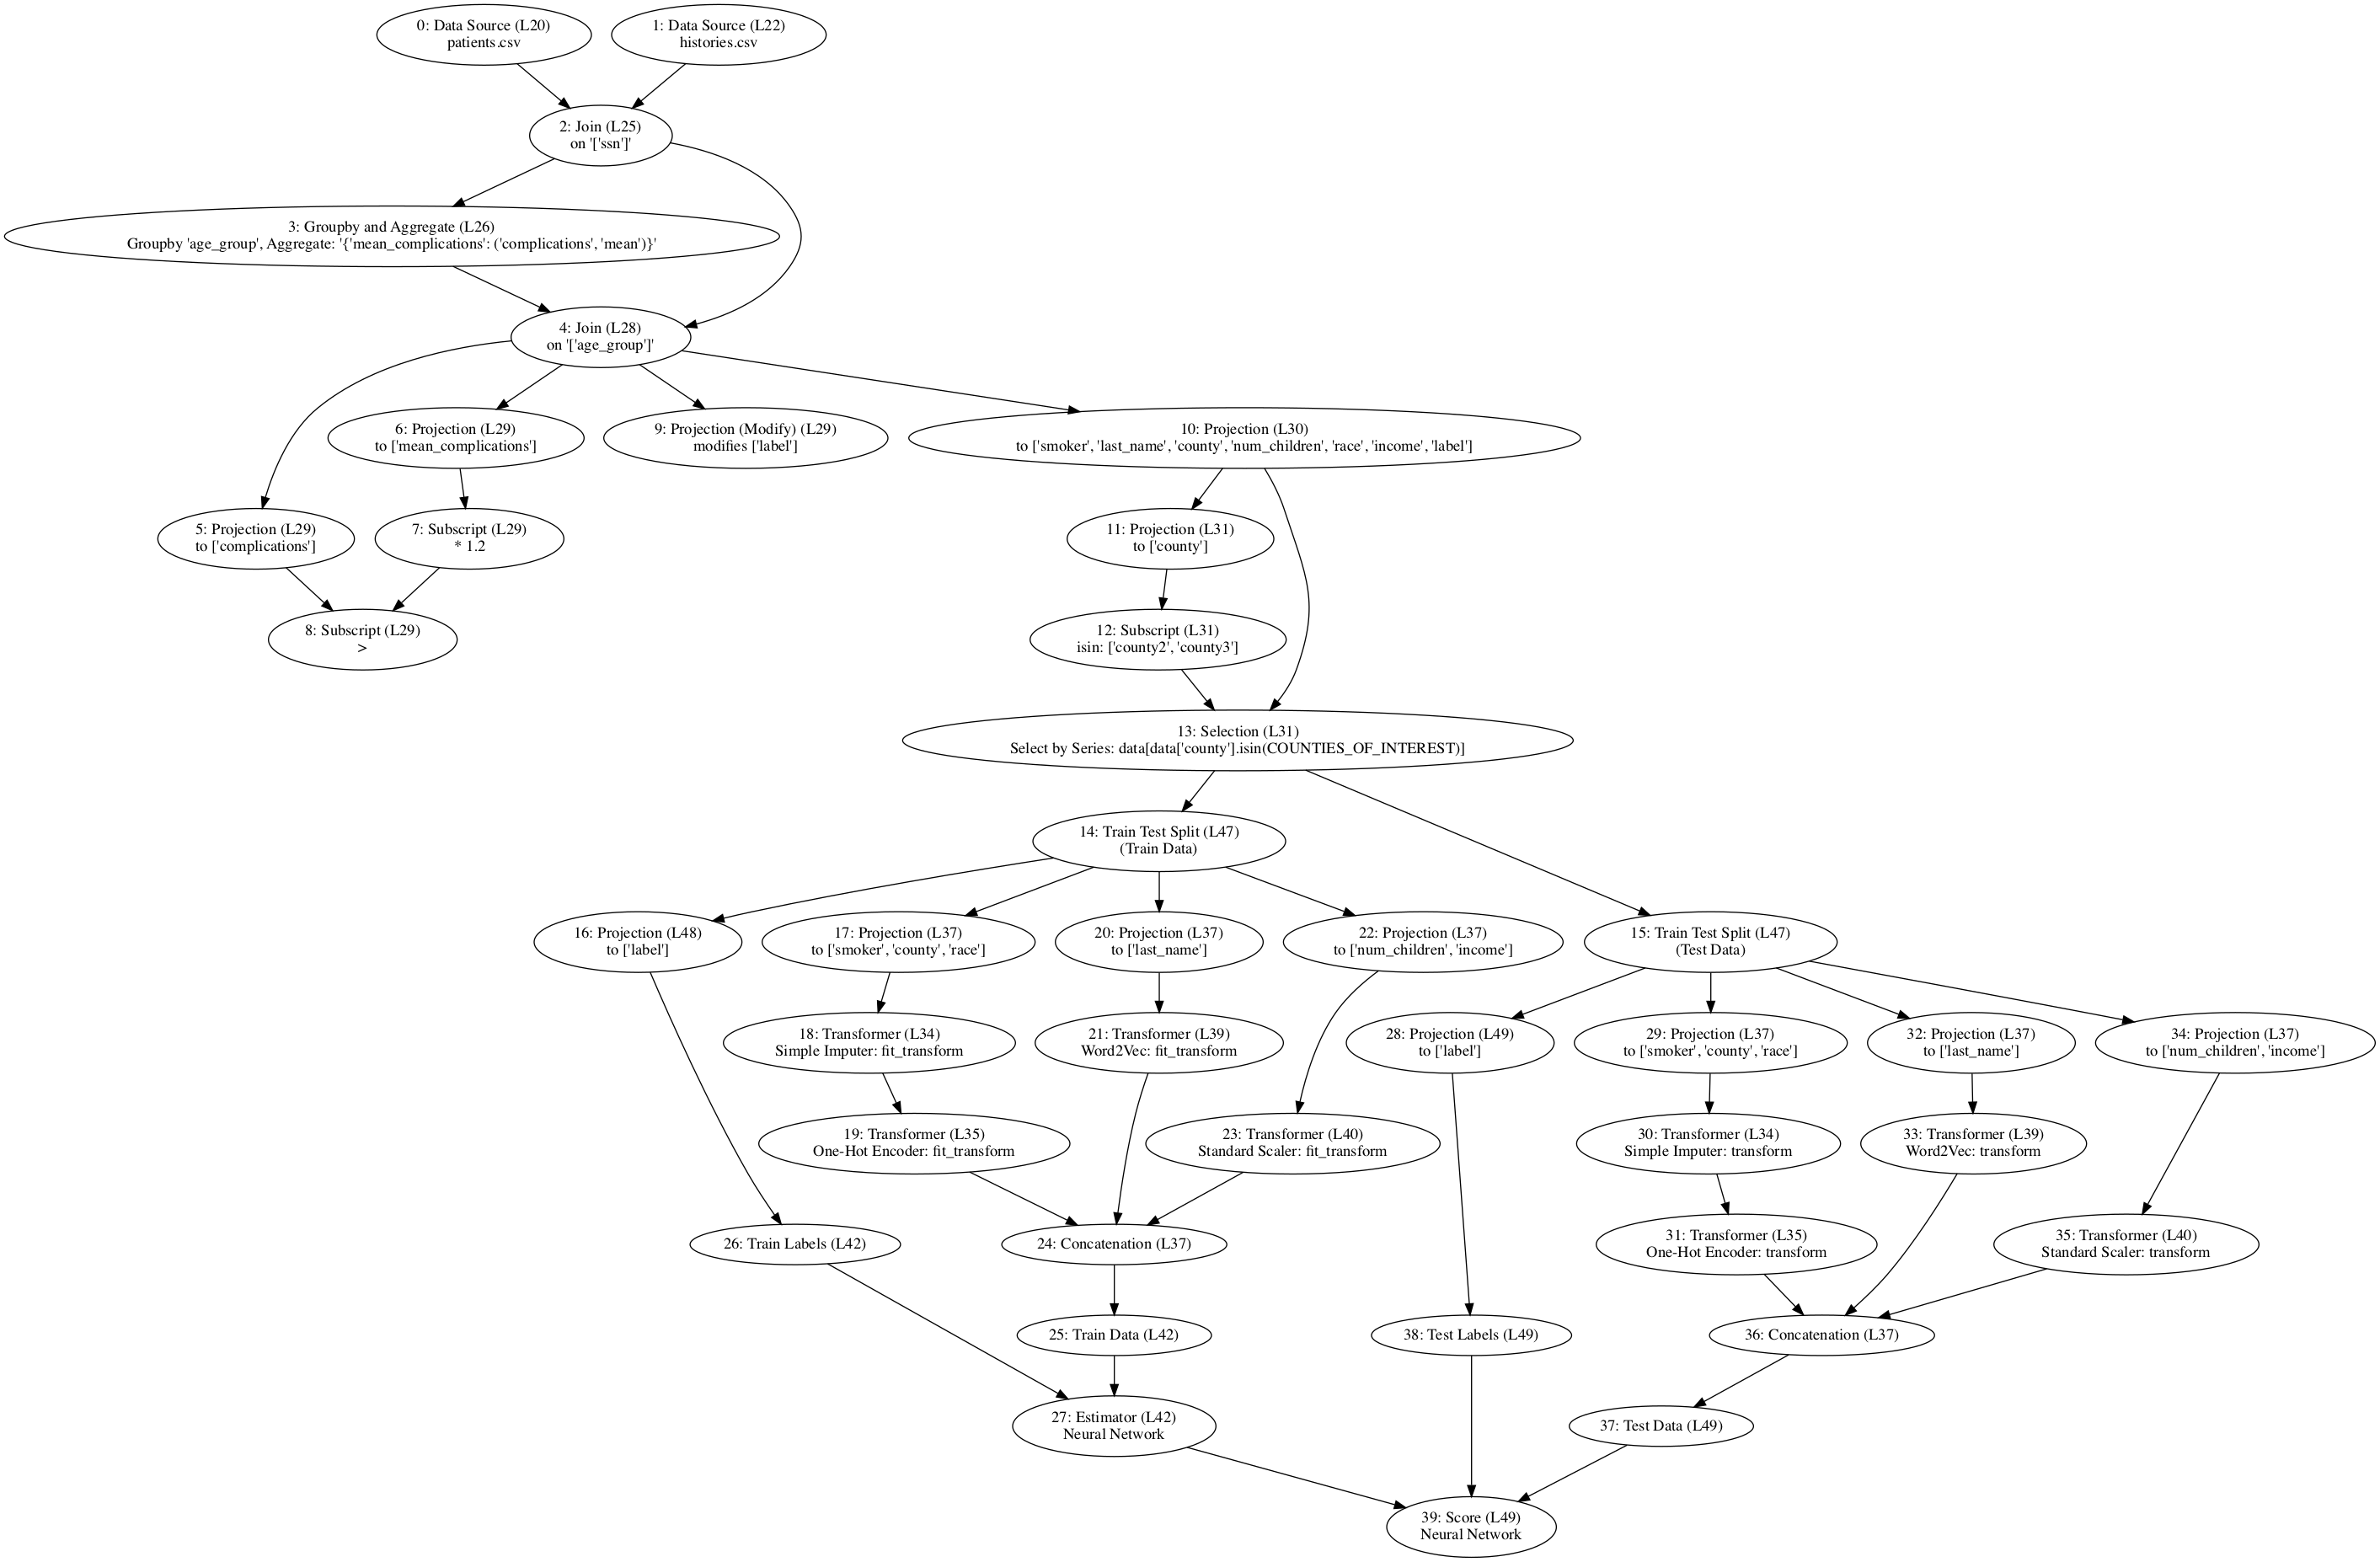 0: Data Source (L20)
patients.csv
1: Data Source (L22)
histories.csv
2: Join (L25)
on '['ssn']'
3: Groupby and Aggregate (L26)
Groupby 'age_group', Aggregate: '{'mean_complications': ('complications', 'mean')}'
4: Join (L28)
on '['age_group']'
6: Projection (L29)
to ['mean_complications']
9: Projection (Modify) (L29)
modifies ['label']
10: Projection (L30)
to ['smoker', 'last_name', 'county', 'num_children', 'race', 'income', 'label']
5: Projection (L29)
to ['complications']
7: Subscript (L29)
* 1.2
11: Projection (L31)
to ['county']
8: Subscript (L29)
>
12: Subscript (L31)
isin: ['county2', 'county3']
13: Selection (L31)
Select by Series: data[data['county'].isin(COUNTIES_OF_INTEREST)]
14: Train Test Split (L47)
(Train Data)
16: Projection (L48)
to ['label']
17: Projection (L37)
to ['smoker', 'county', 'race']
20: Projection (L37)
to ['last_name']
22: Projection (L37)
to ['num_children', 'income']
15: Train Test Split (L47)
(Test Data)
18: Transformer (L34)
Simple Imputer: fit_transform
21: Transformer (L39)
Word2Vec: fit_transform
28: Projection (L49)
to ['label']
29: Projection (L37)
to ['smoker', 'county', 'race']
32: Projection (L37)
to ['last_name']
34: Projection (L37)
to ['num_children', 'income']
19: Transformer (L35)
One-Hot Encoder: fit_transform
23: Transformer (L40)
Standard Scaler: fit_transform
30: Transformer (L34)
Simple Imputer: transform
33: Transformer (L39)
Word2Vec: transform
26: Train Labels (L42)
24: Concatenation (L37)
31: Transformer (L35)
One-Hot Encoder: transform
35: Transformer (L40)
Standard Scaler: transform
25: Train Data (L42)
38: Test Labels (L49)
36: Concatenation (L37)
27: Estimator (L42)
Neural Network
37: Test Data (L49)
39: Score (L49)
Neural Network